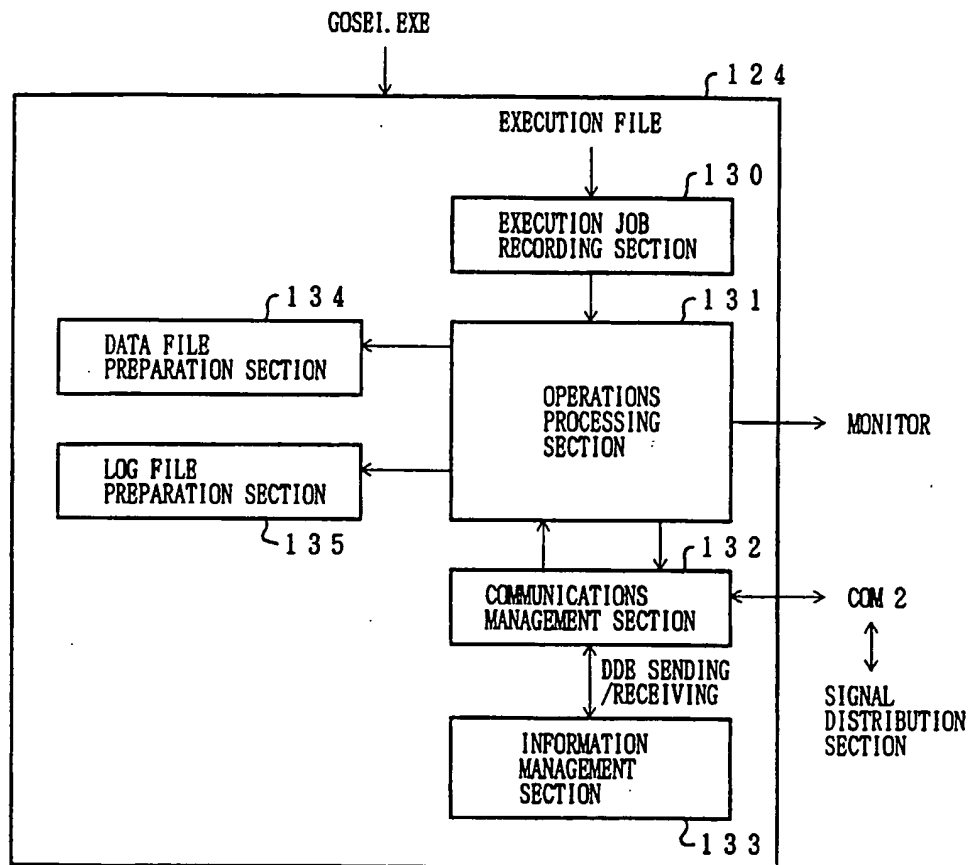 GOSEI.EXE
124
EXECUTION FILE
130
EXECUTION JOB
RECORDING SECTION
134
131
DATA FILE
PREPARATION SECTION
OPERATIONS
PROCESSING
SECTION
MONITOR
LOG FILE
PREPARATION SECTION
135
132
COMMUNICATIONS
MANAGEMENT SECTION
COM 2
DDE SENDING
/RECEIVING
SIGNAL
DISTRIBUTION
SECTION
INFORMATION
MANAGEMENT
SECTION
133